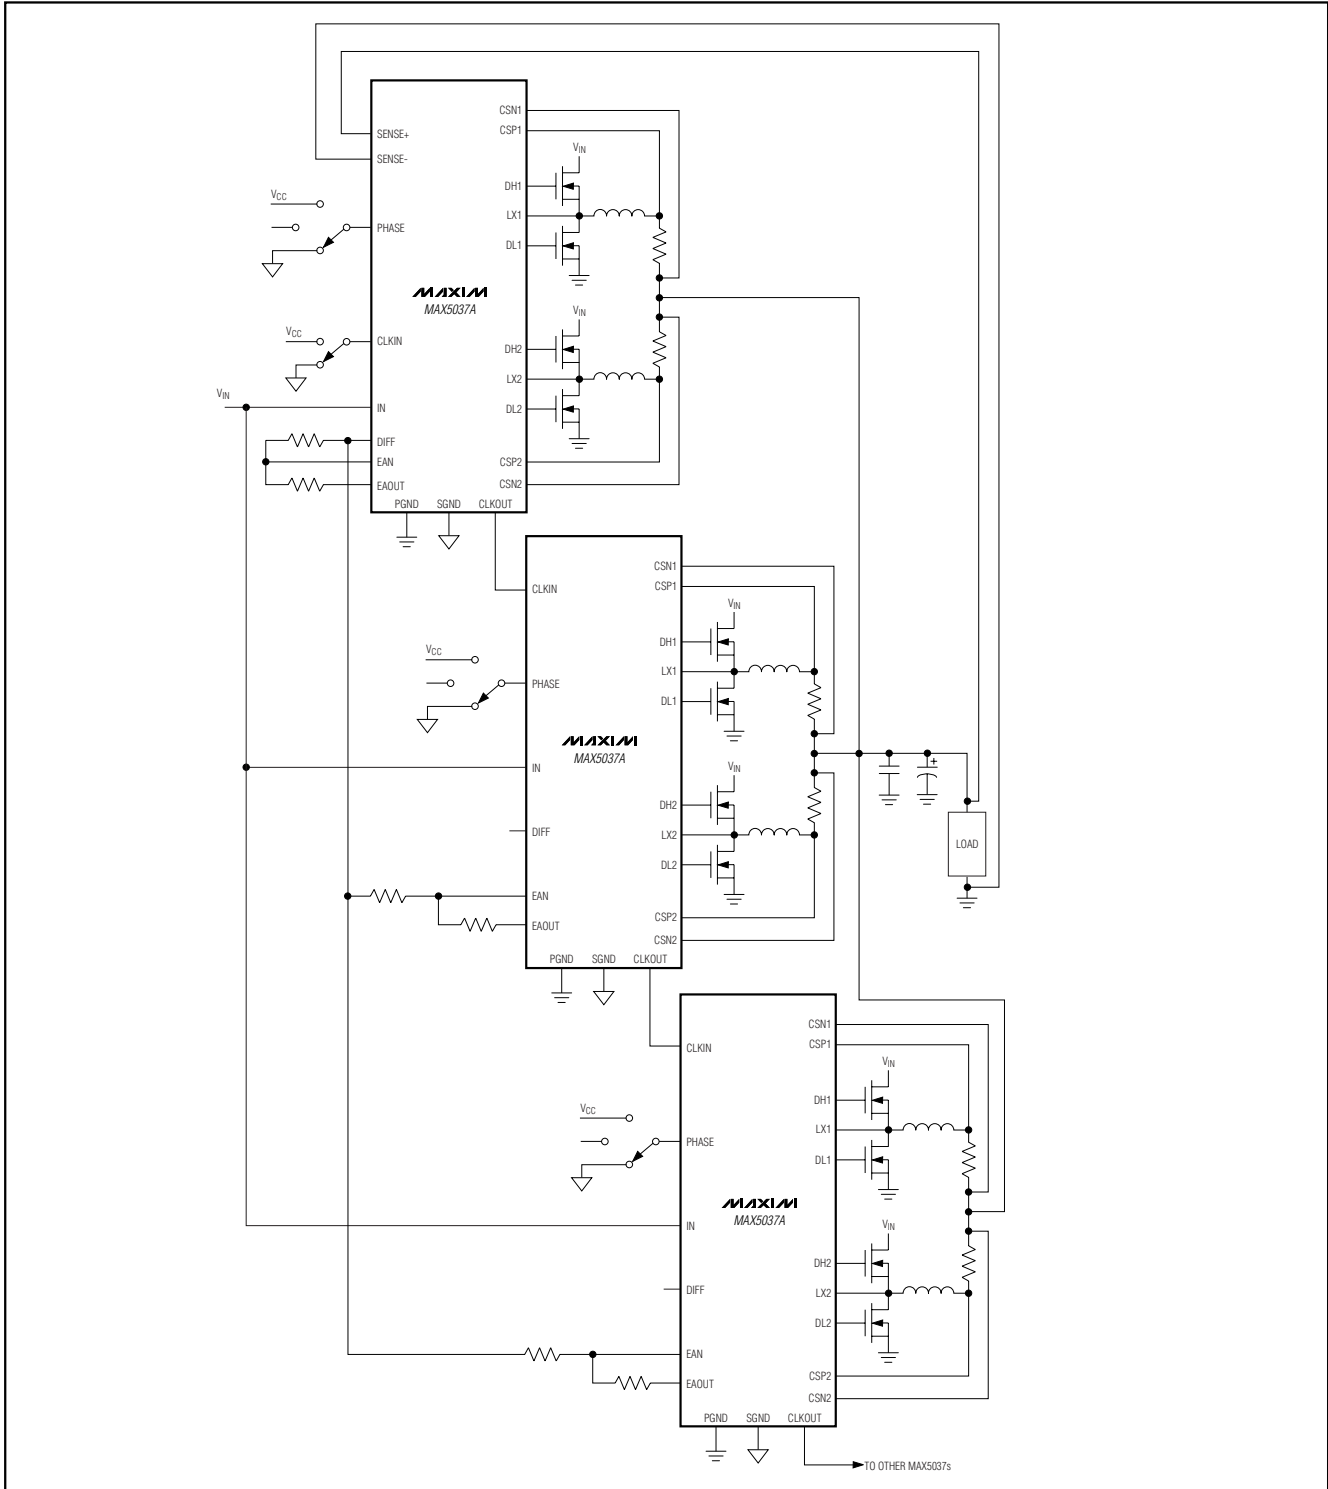 CSN1
CSP1
SENSE+
SENSE-
VIN
DH1
VCC
LX1
PHASE
DL1
MAXIM
MAX5037A
VIN
VCC
CLKIN
DH2
LX2
VIN
IN
DL2
DIFF
EAN
CSP2
EAOUT
CSN2
PGND SGND CLKOUT
CSN1
CSP1
CLKIN
VIN
DH1
VCC
LX1
PHASE
DL1
MAXIM
MAX5037A
IN
VIN
DH2
DIFF
LX2
LOAD
DL2
EAN
CSP2
EAOUT
CSN2
PGND SGND CLKOUT
CSN1
CSP1
CLKIN
VIN
DH1
VCC
LX1
PHASE
DL1
MAXIM
MAX5037A
IN
VIN
DH2
DIFF
LX2
DL2
EAN
CSP2
EAOUT
CSN2
PGND SGND CLKOUT
TO OTHER MAX5037s